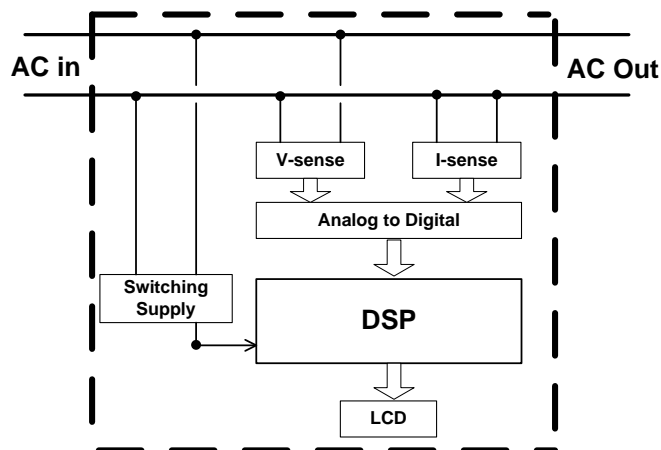 AC in
AC Out
V-sense
I-sense
Analog to Digital
Switching
Supply
DSP
LCD